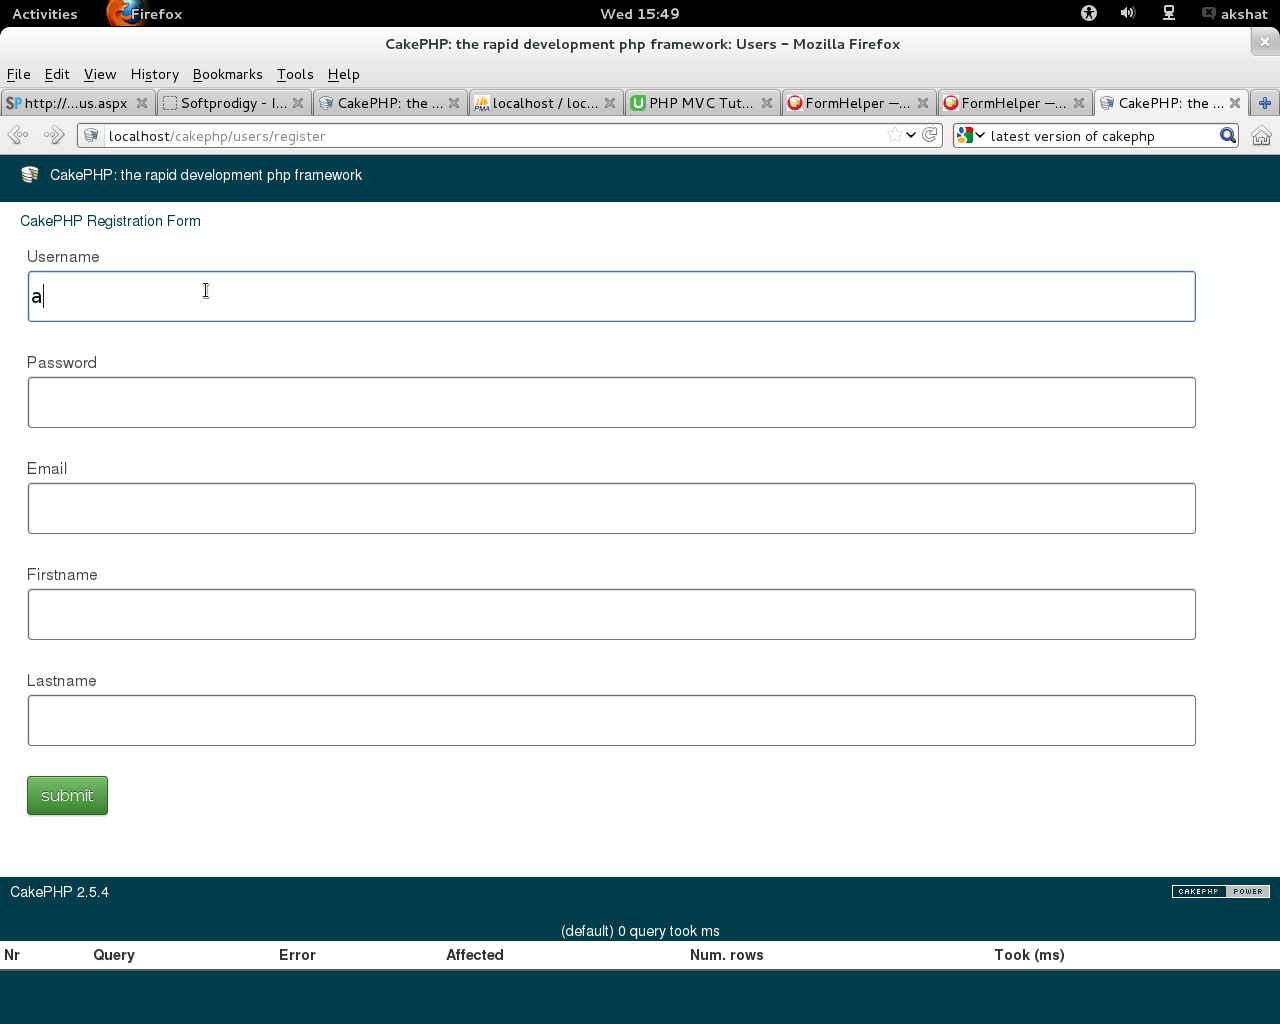 Activities Firefox Wed 15:49 akshat
CakePHP: the rapid development php framework: Users – Mozilla Firefox
File Edit View History Bookmarks Tools Help
http://...us.aspx Softprodigy - I... CakePHP: the ... localhost / loc... PHP MVC Tut... FormHelper —... FormHelper —... CakePHP: the ...
localhost/cakephp/users/register latest version of cakephp
CakePHP: the rapid development php framework
CakePHP Registration Form
Username
a
Password
Email
Firstname
Lastname
submit
CakePHP 2.5.4 CAKEPHP POWER
(default) 0 query took ms
Nr Query Error Affected Num. rows Took (ms)